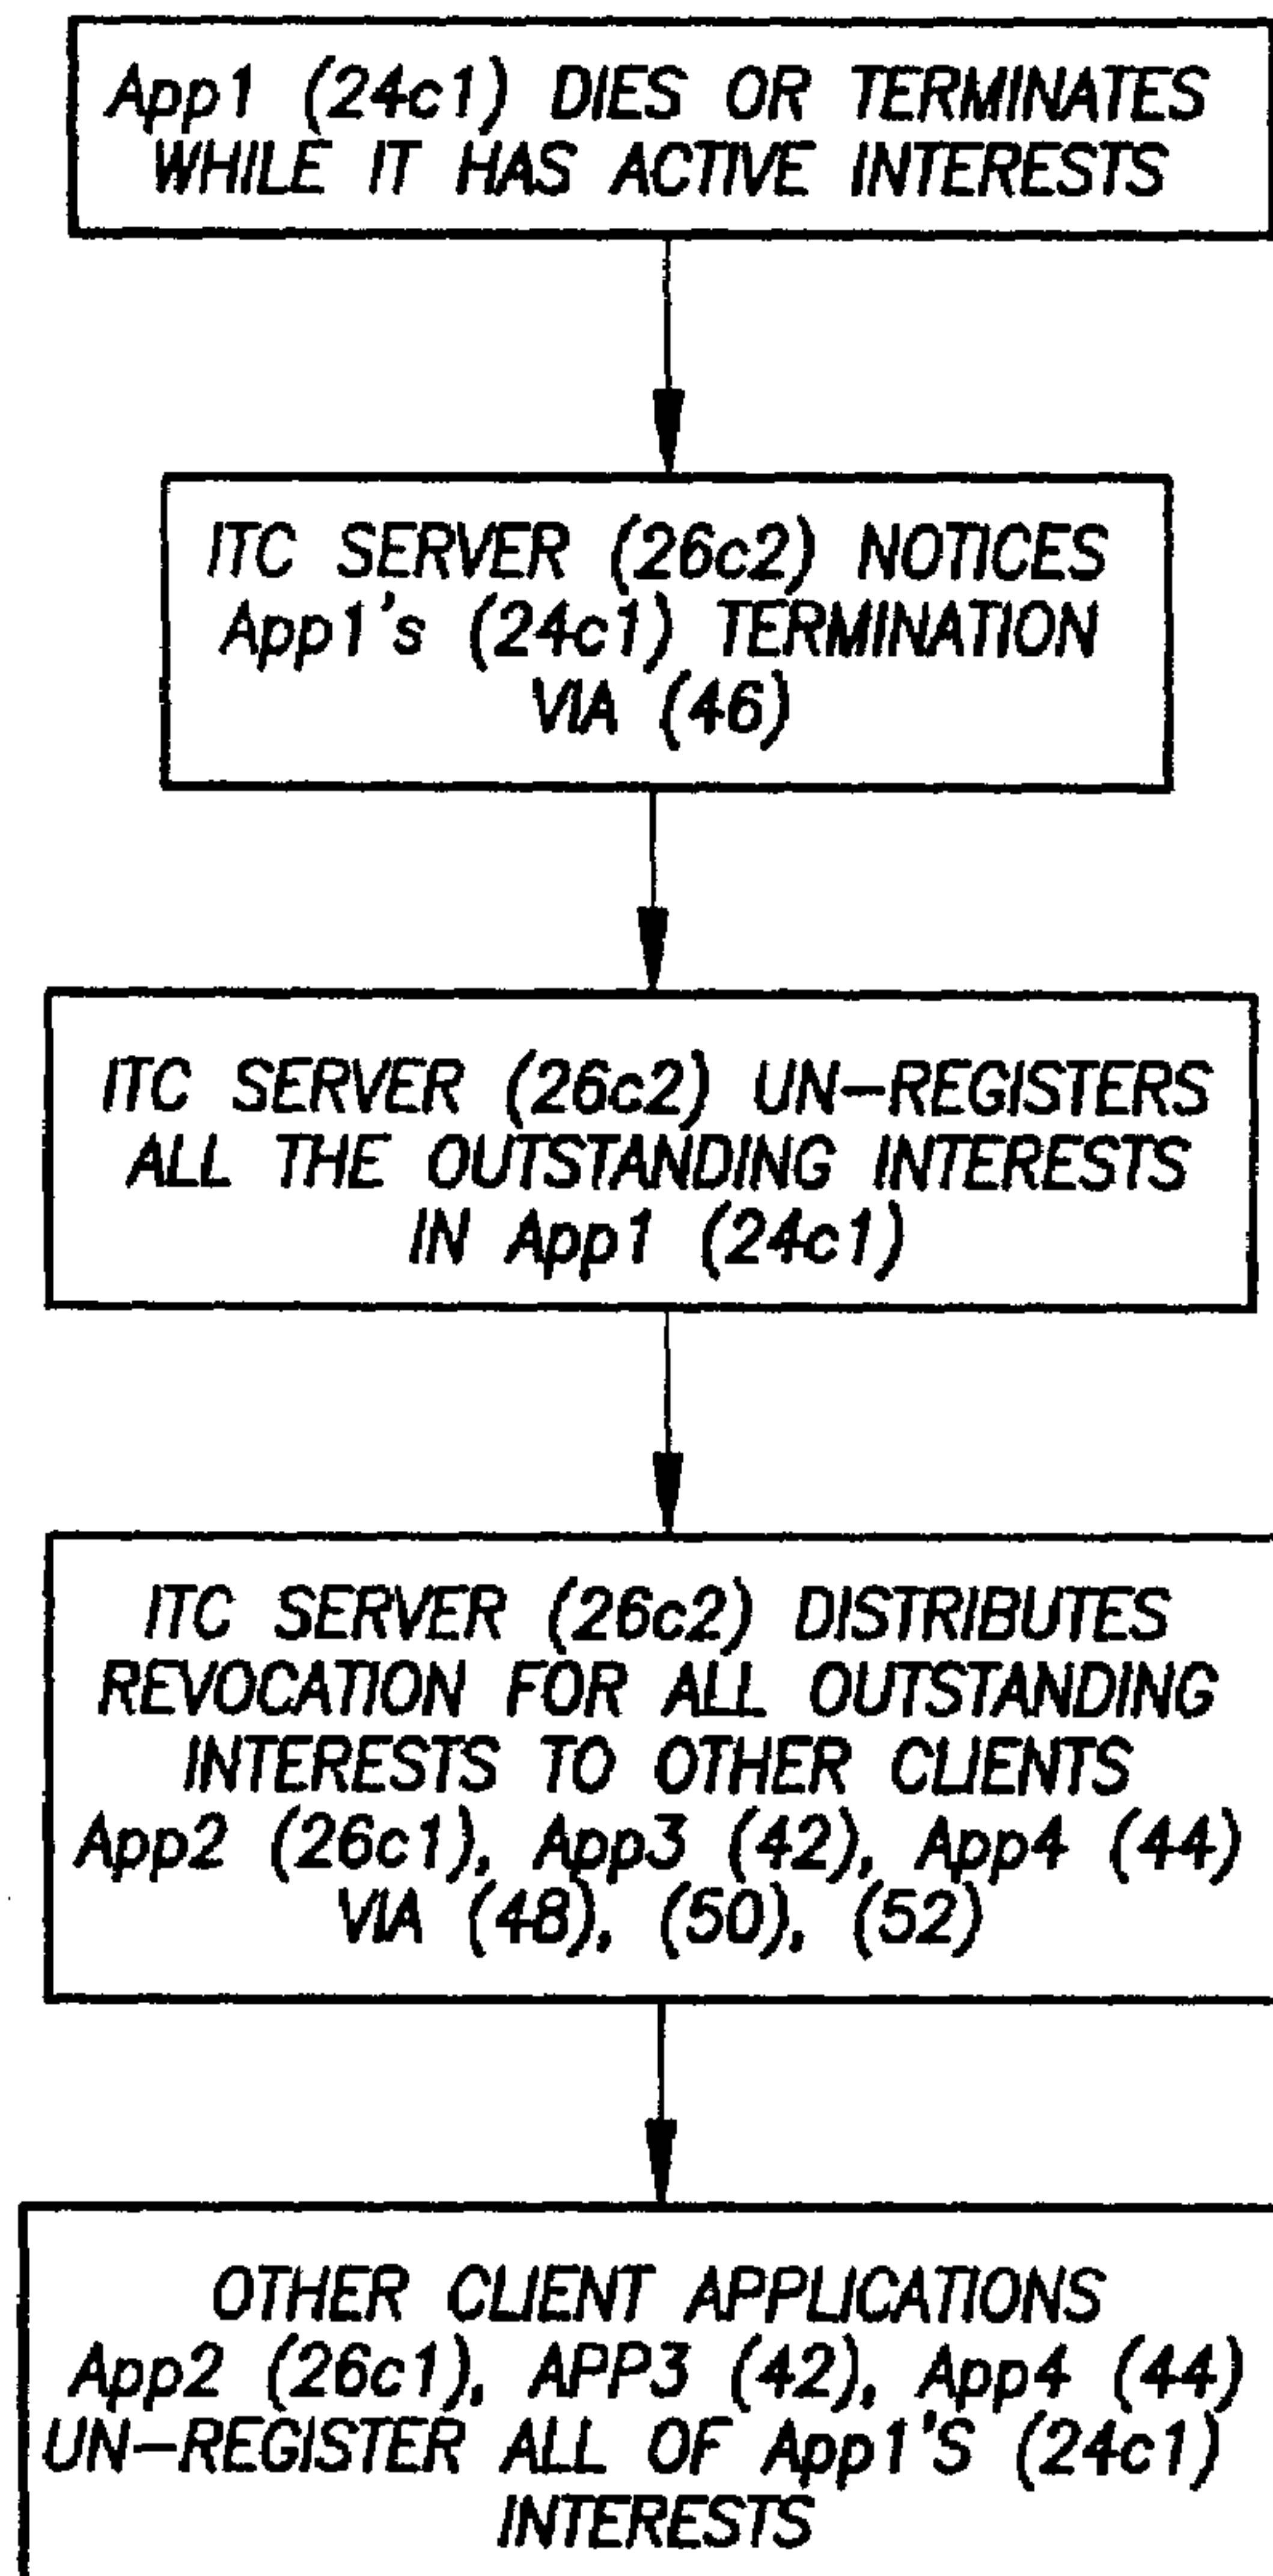 App1 (24c1) DIES OR TERMINATES
WHILE IT HAS ACTIVE INTERESTS
ITC SERVER (26c2) NOTICES
App1's (24c1) TERMINATION
VIA (46)
ITC SERVER (26c2) UN-REGISTERS
ALL THE OUTSTANDING INTERESTS
IN App1 (24c1)
ITC SERVER (26c2) DISTRIBUTES
REVOCATION FOR ALL OUTSTANDING
INTERESTS TO OTHER CLIENTS
App2 (26c1), App3 (42), App4 (44)
VIA (48), (50), (52)
OTHER CLIENT APPLICATIONS
App2 (26c1), APP3 (42), App4 (44)
UN-REGISTER ALL OF App1'S (24c1)
INTERESTS